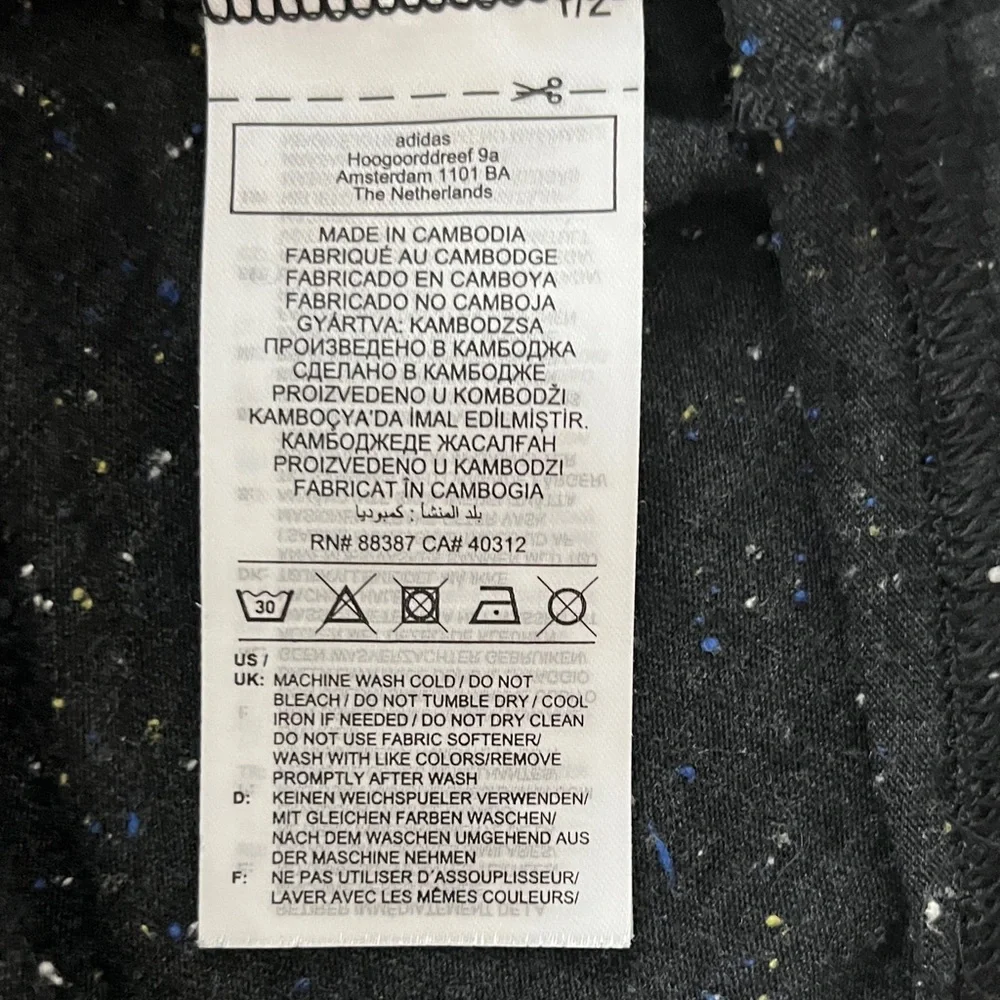 1/2
adidas
Hoogoorddreef 9a
Amsterdam 1101 BA
The Netherlands
MADE IN CAMBODIA
FABRIQUÉ AU CAMBODGE
FABRICADO EN CAMBOYA
FABRICADO NO CAMBOJA
GYÁRTVA: KAMBODZSA
ПРОИЗВЕДЕНО В КАМБОДЖА
СДЕЛАНО В КАМБОДЖЕ
PROIZVEDENO U KOMBODŽI
KAMBOÇYA'DA İMAL EDİLMİŞTİR.
КАМБОДЖЕДЕ ЖАСАЛҒАН
PROIZVEDENO U KAMBODZI
FABRICAT ÎN CAMBOGIA
بلد المنشأ : كمبوديا
RN# 88387 CA# 40312
30
US /
UK: MACHINE WASH COLD / DO NOT
BLEACH / DO NOT TUMBLE DRY / COOL
IRON IF NEEDED / DO NOT DRY CLEAN
DO NOT USE FABRIC SOFTENER/
WASH WITH LIKE COLORS/REMOVE
PROMPTLY AFTER WASH
D: KEINEN WEICHSPUELER VERWENDEN/
MIT GLEICHEN FARBEN WASCHEN/
NACH DEM WASCHEN UMGEHEND AUS
DER MASCHINE NEHMEN
F: NE PAS UTILISER D´ASSOUPLISSEUR/
LAVER AVEC LES MÊMES COULEURS/